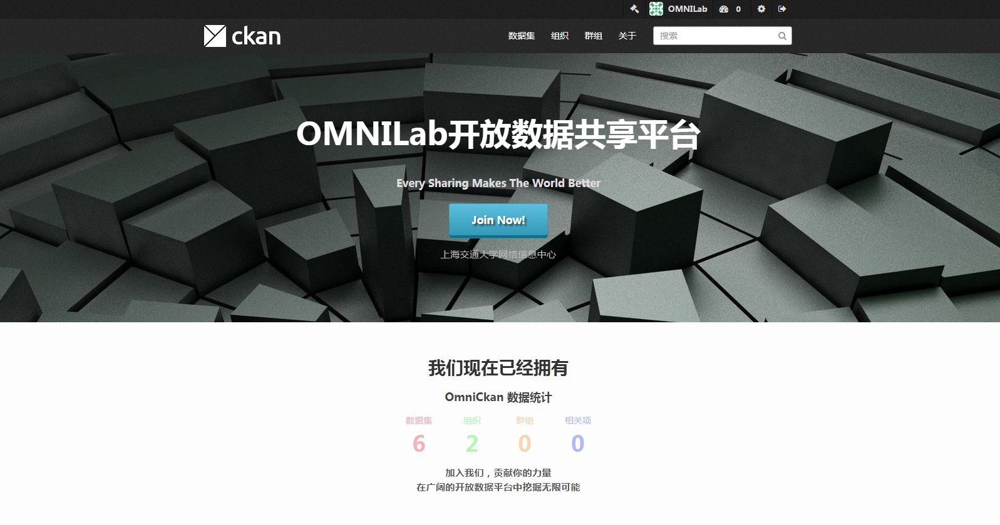 OMNILab 0
ckan
数据集 组织 群组 关于 搜索
OMNILab开放数据共享平台
Every Sharing Makes The World Better
Join Now!
上海交通大学网络信息中心
我们现在已经拥有
OmniCkan 数据统计
数据集 组织 群组 相关项
6 2 0 0
加入我们，贡献你的力量
在广阔的开放数据平台中挖掘无限可能